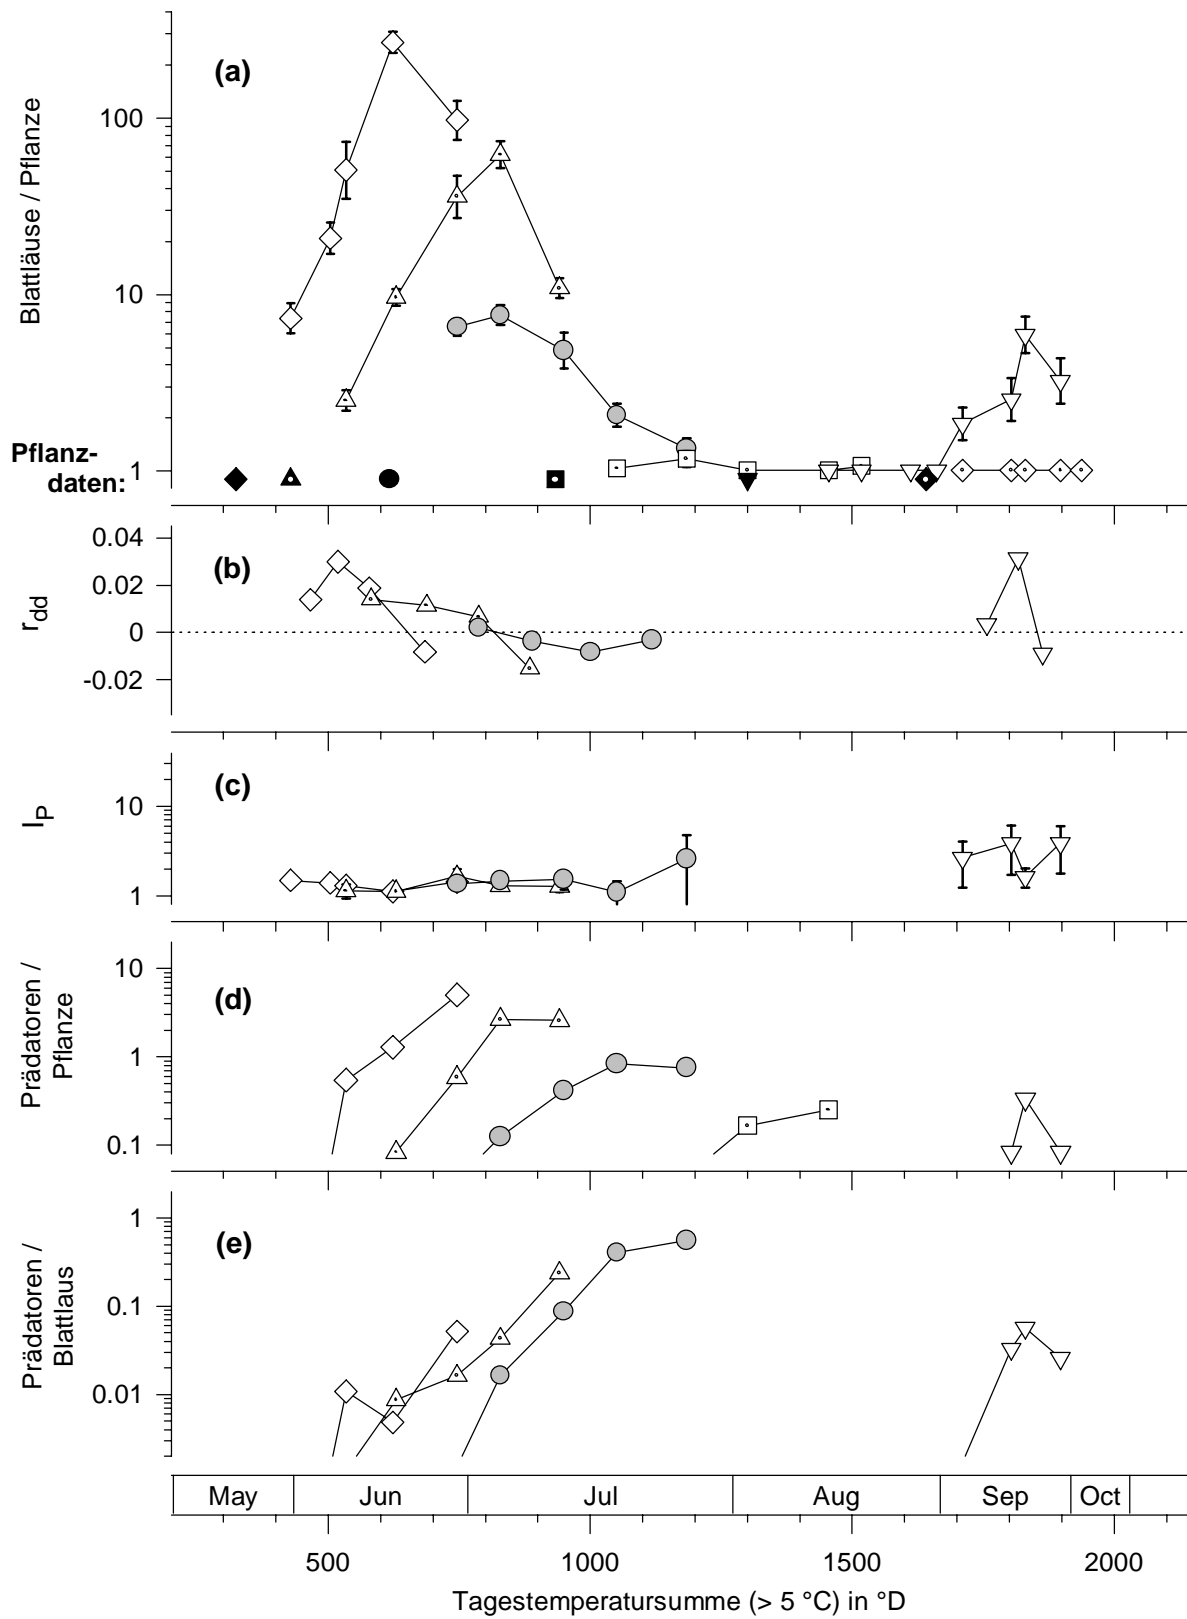 (a)
Blattläuse / Pflanze
100
10
1
Pflanz-
daten:
(b)
r_dd
0.04
0.02
0
-0.02
(c)
I_P
10
1
(d)
Prädatoren /
Pflanze
10
1
0.1
(e)
Prädatoren /
Blattlaus
1
0.1
0.01
May Jun Jul Aug Sep Oct
500 1000 1500 2000
Tagestemperatursumme (> 5 °C) in °D